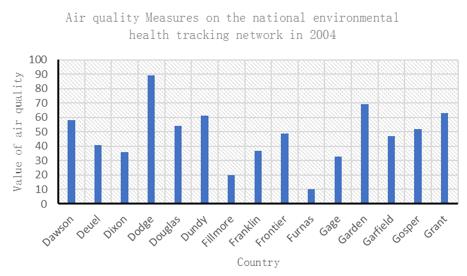 Air quality Measures on the national environmental
health tracking network in 2004
Value of air quality
100
90
80
70
60
50
40
30
20
10
0
Dawson
Deuel
Dixon
Dodge
Douglas
Dundy
Fillmore
Franklin
Frontier
Furnas
Gage
Garden
Garfield
Gosper
Grant
Country